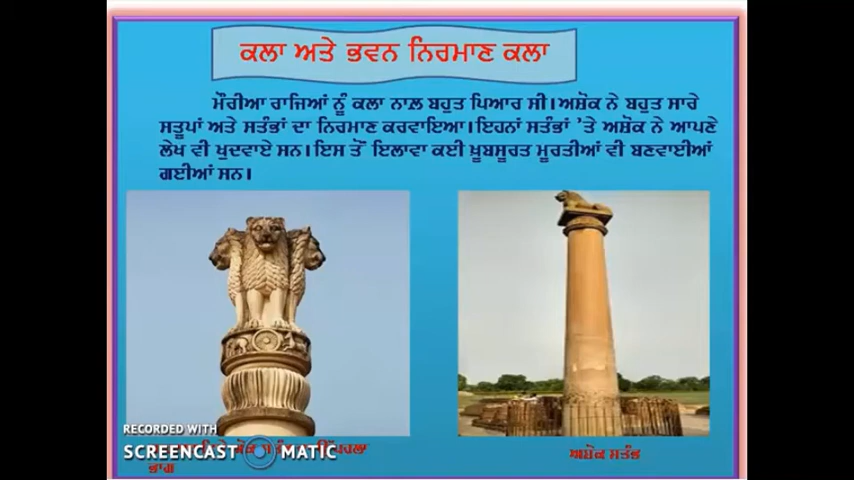 ਕਲਾ ਅਤੇ ਭਵਨ ਨਿਰਮਾਣ ਕਲਾ
ਮੌਰੀਆ ਰਾਜਿਆਂ ਨੂੰ ਕਲਾ ਨਾਲ਼ ਬਹੁਤ ਪਿਆਰ ਸੀ। ਅਸ਼ੋਕ ਨੇ ਬਹੁਤ ਸਾਰੇ
ਸਤੂਪਾਂ ਅਤੇ ਸਤੰਭਾਂ ਦਾ ਨਿਰਮਾਣ ਕਰਵਾਇਆ। ਇਹਨਾਂ ਸਤੰਭਾਂ ’ਤੇ ਅਸ਼ੋਕ ਨੇ ਆਪਣੇ
ਲੇਖ ਵੀ ਖੁਦਵਾਏ ਸਨ। ਇਸ ਤੋਂ ਇਲਾਵਾ ਕਈ ਖ਼ੂਬਸੂਰਤ ਮੂਰਤੀਆਂ ਵੀ ਬਣਵਾਈਆਂ
ਗਈਆਂ ਸਨ।
RECORDED WITH
SCREENCAST MATIC
ਭਾਗ
ਅਸ਼ੋਕ ਸਤੰਭ